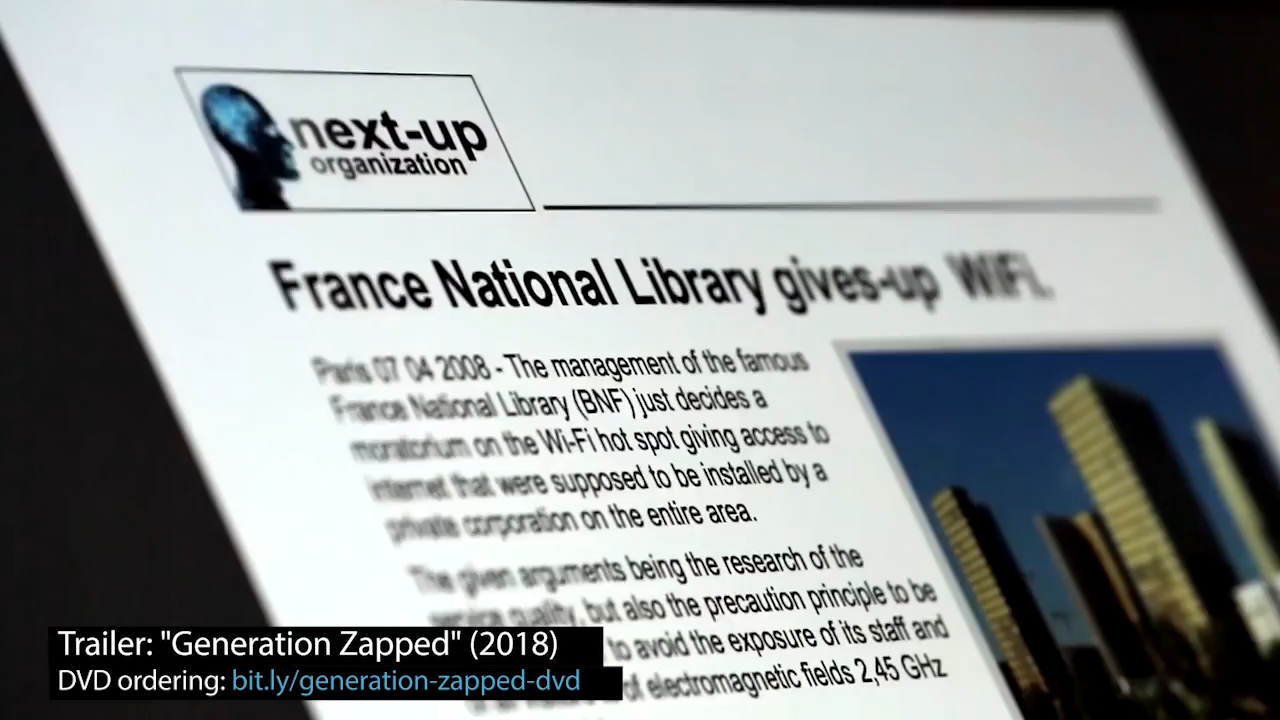 next-up
organization
France National Library gives-up WiFi.
Paris 07 04 2008 - The management of the famous
France National Library (BNF) just decides a
moratorium on the Wi-Fi hot spot giving access to
internet that were supposed to be installed by a
private corporation on the entire area.
The given arguments being the research of the
service quality, but also the precaution principle to be
to avoid the exposure of its staff and
of electromagnetic fields 2,45 GHz
Trailer: "Generation Zapped" (2018)
DVD ordering: bit.ly/generation-zapped-dvd